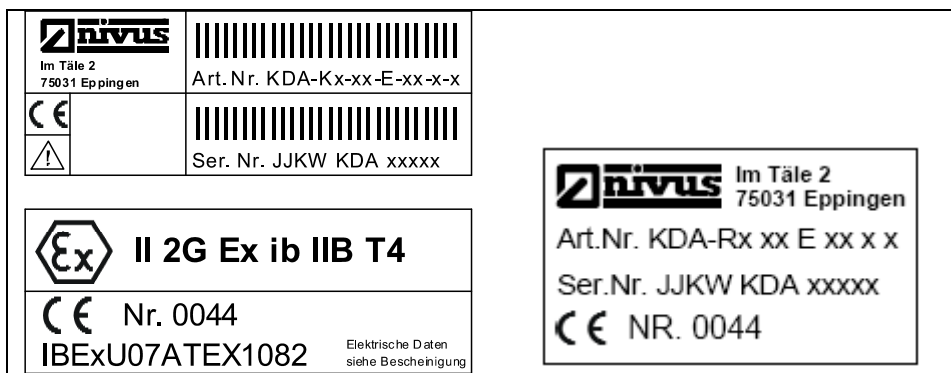 nivus
Im Täle 2
75031 Eppingen
Art.Nr. KDA-Kx-xx-E-xx-x-x
CE
Ser. Nr. JJKW KDA xxxxx
Ex II 2G Ex ib IIB T4
CE Nr. 0044
IBExU07ATEX1082
Elektrische Daten
siehe Bescheinigung
nivus
Im Täle 2
75031 Eppingen
Art.Nr. KDA-Rx xx E xx x x
Ser.Nr. JJKW KDA xxxxx
CE NR. 0044